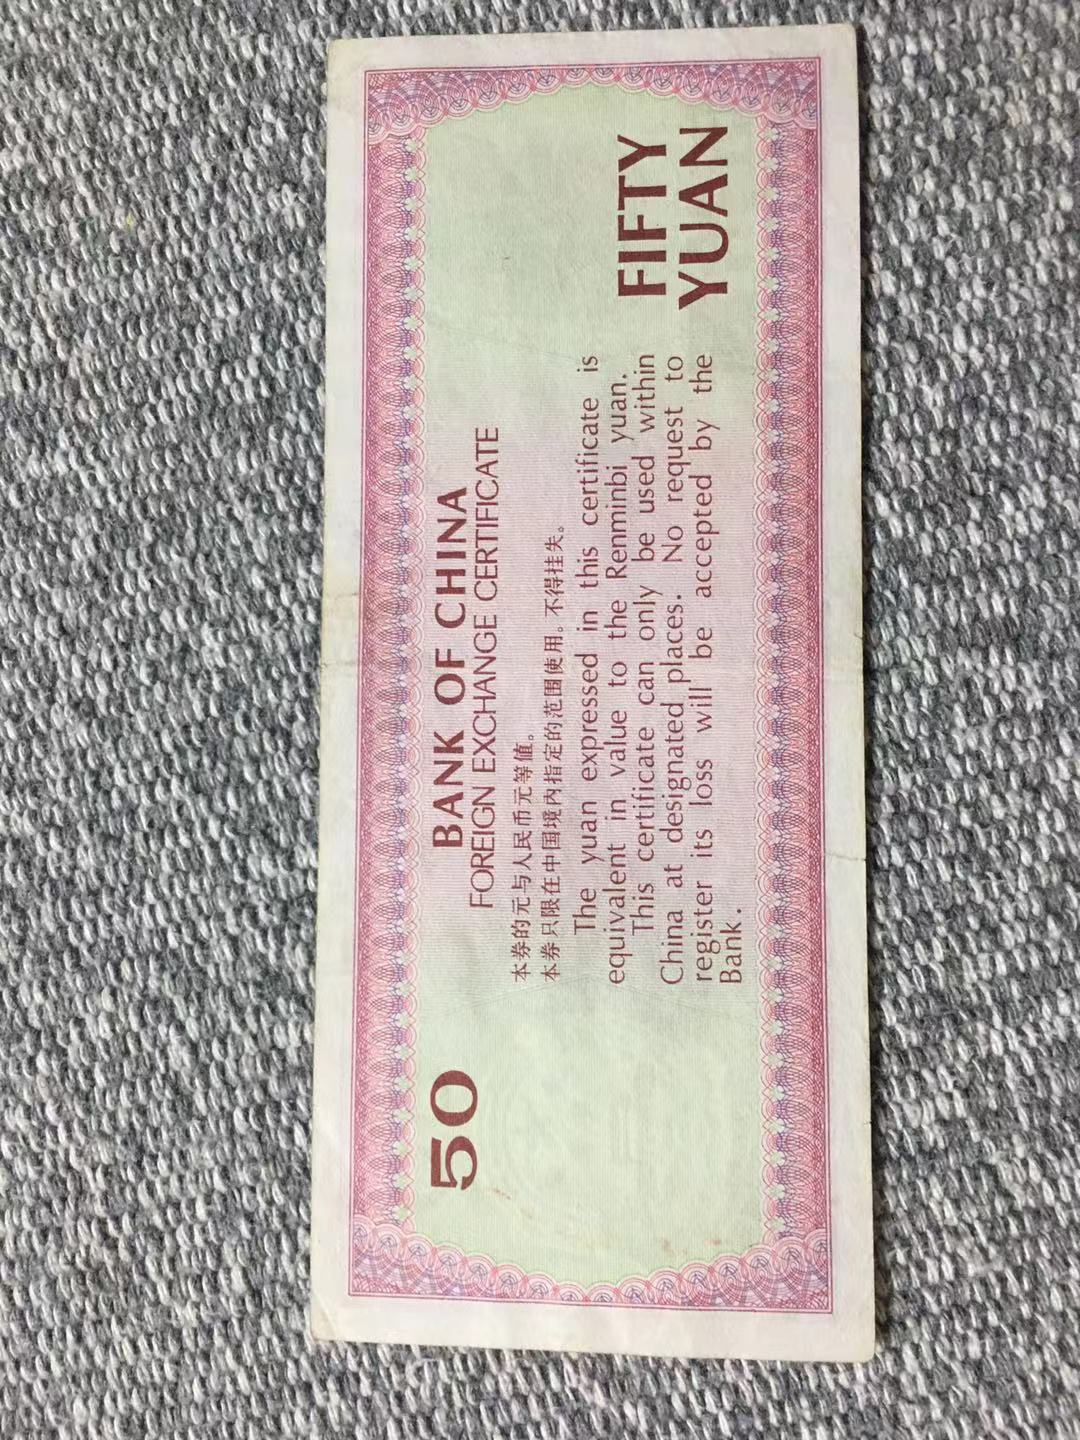 BANK OF CHINA
FOREIGN EXCHANGE CERTIFICATE
50
本券的元与人民币元等值。
本券只限在中国境内指定的范围使用。不得挂失。
The yuan expressed in this certificate is
equivalent in value to the Renminbi yuan.
This certificate can only be used within
China at designated places. No request to
register its loss will be accepted by the
Bank.
FIFTY
YUAN